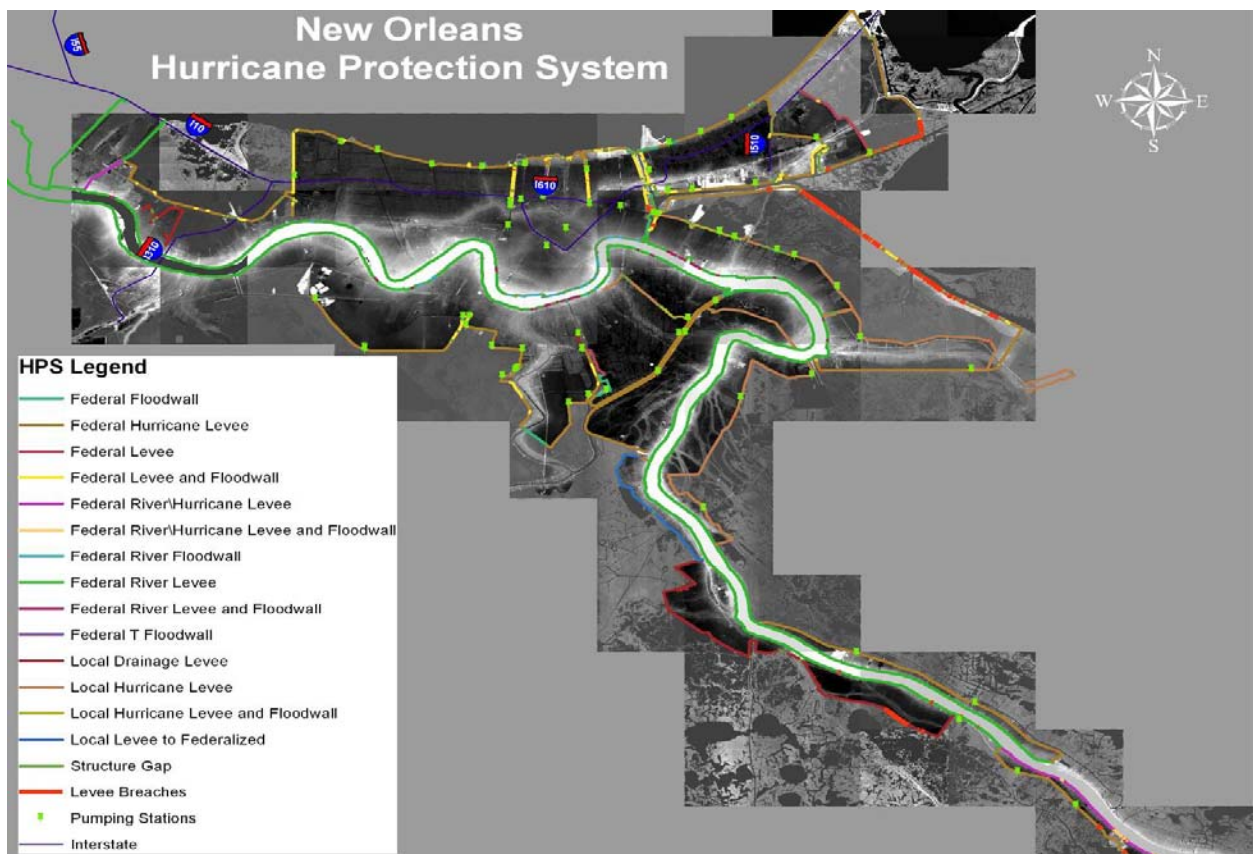 New Orleans
Hurricane Protection System
I55
N
W E
S
I10
I510
I610
I310
HPS Legend
Federal Floodwall
Federal Hurricane Levee
Federal Levee
Federal Levee and Floodwall
Federal River\Hurricane Levee
Federal River\Hurricane Levee and Floodwall
Federal River Floodwall
Federal River Levee
Federal River Levee and Floodwall
Federal T Floodwall
Local Drainage Levee
Local Hurricane Levee
Local Hurricane Levee and Floodwall
Local Levee to Federalized
Structure Gap
Levee Breaches
Pumping Stations
Interstate